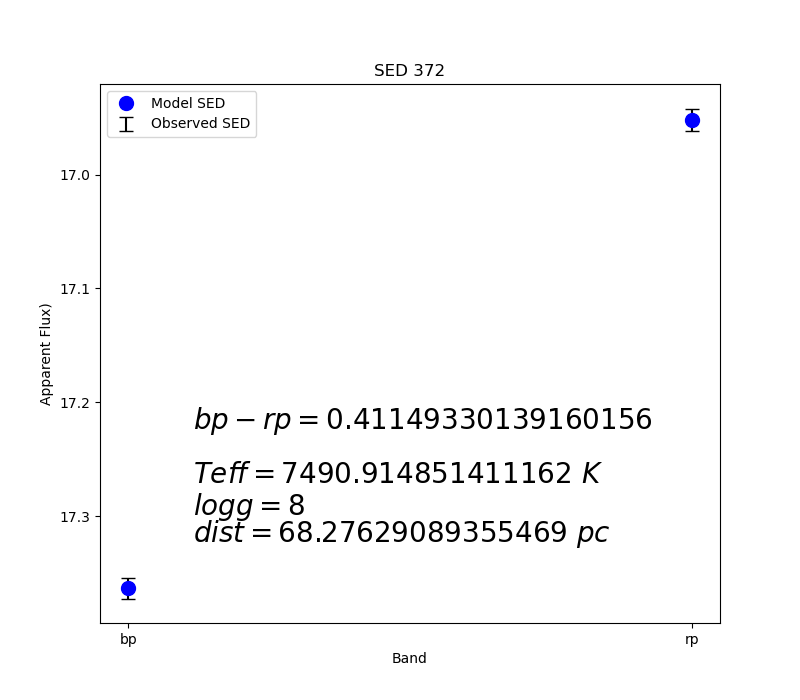 SED 372
Model SED
Observed SED
17.0
17.1
17.2
17.3
Apparent Flux)
bp − rp = 0.41149330139160156
Teff = 7490.914851411162 K
logg = 8
dist = 68.27629089355469 pc
bp
rp
Band